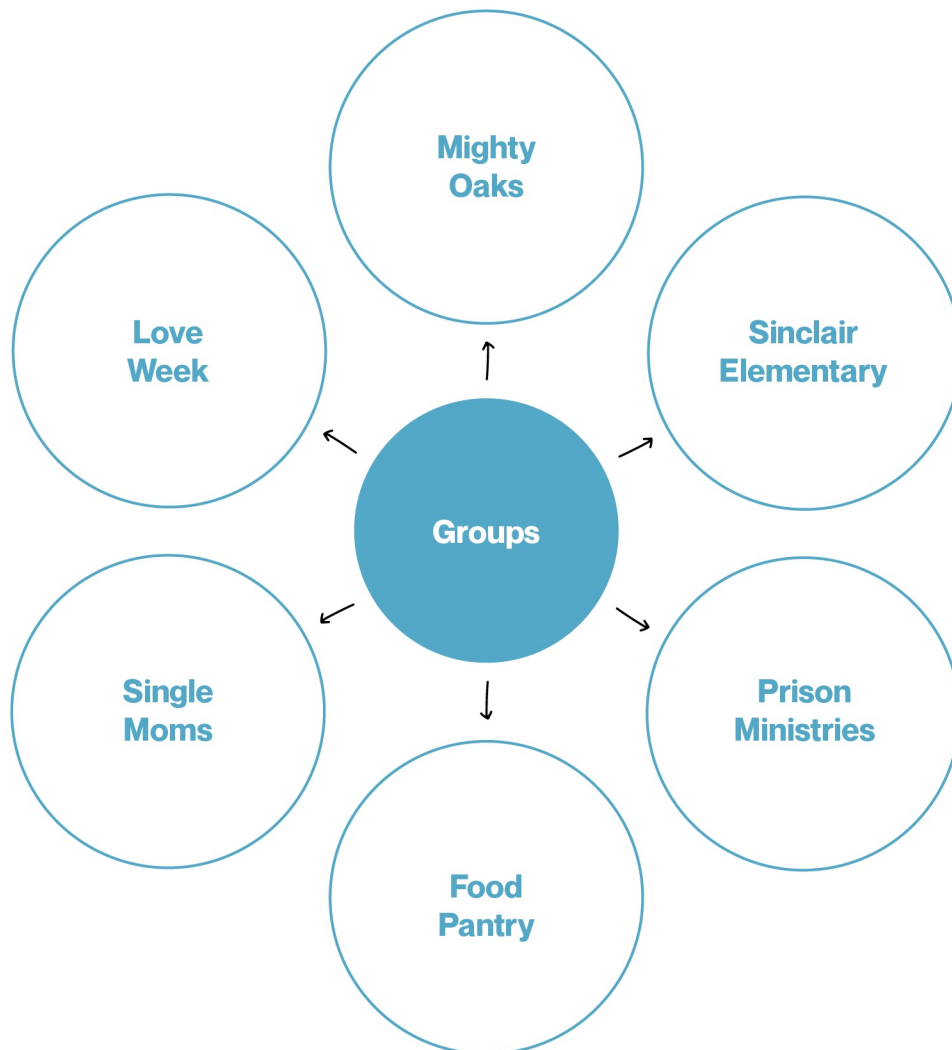 Mighty
Oaks
Love
Week
Sinclair
Elementary
Groups
Single
Moms
Prison
Ministries
Food
Pantry